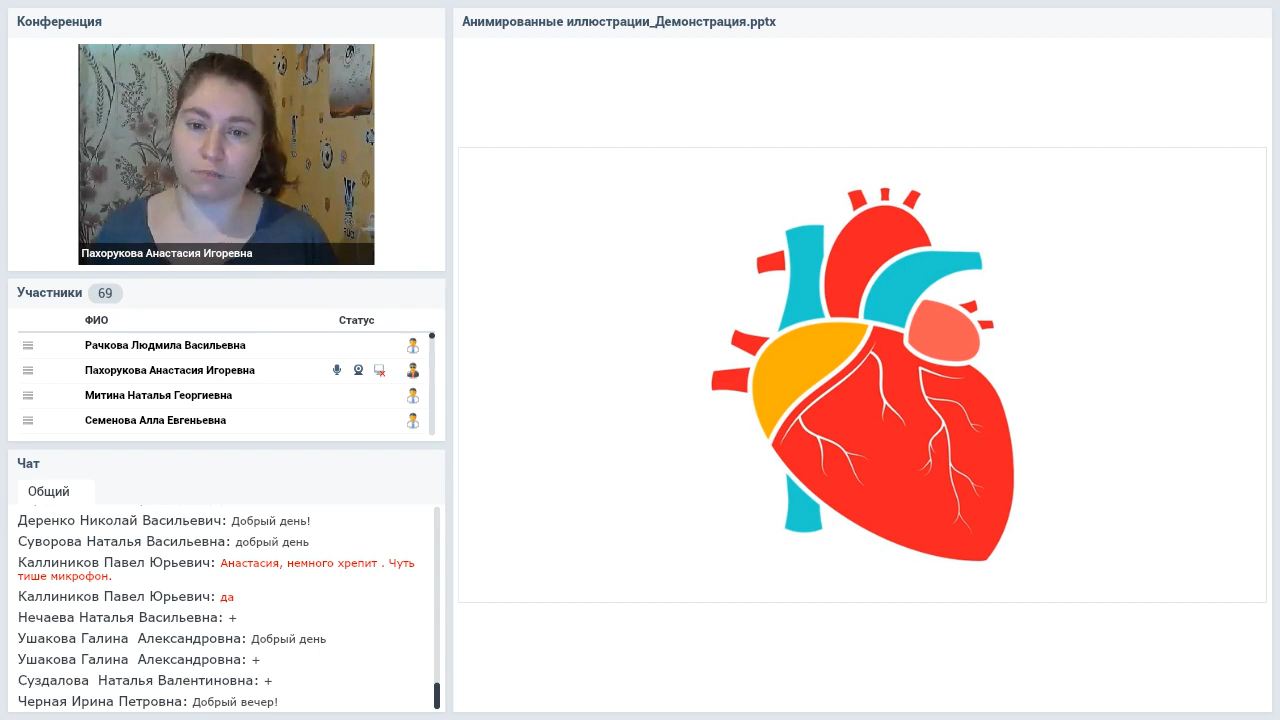 Конференция
Пахорукова Анастасия Игоревна
Участники 69
ФИО Статус
Рачкова Людмила Васильевна
Пахорукова Анастасия Игоревна
Митина Наталья Георгиевна
Семенова Алла Евгеньевна
Чат
Общий
Деренко Николай Васильевич: Добрый день!
Суворова Наталья Васильевна: добрый день
Каллиников Павел Юрьевич: Анастасия, немного хрепит . Чуть
тише микрофон.
Каллиников Павел Юрьевич: да
Нечаева Наталья Васильевна: +
Ушакова Галина  Александровна: Добрый день
Ушакова Галина  Александровна: +
Суздалова  Наталья Валентиновна: +
Черная Ирина Петровна: Добрый вечер!
Анимированные иллюстрации_Демонстрация.pptx